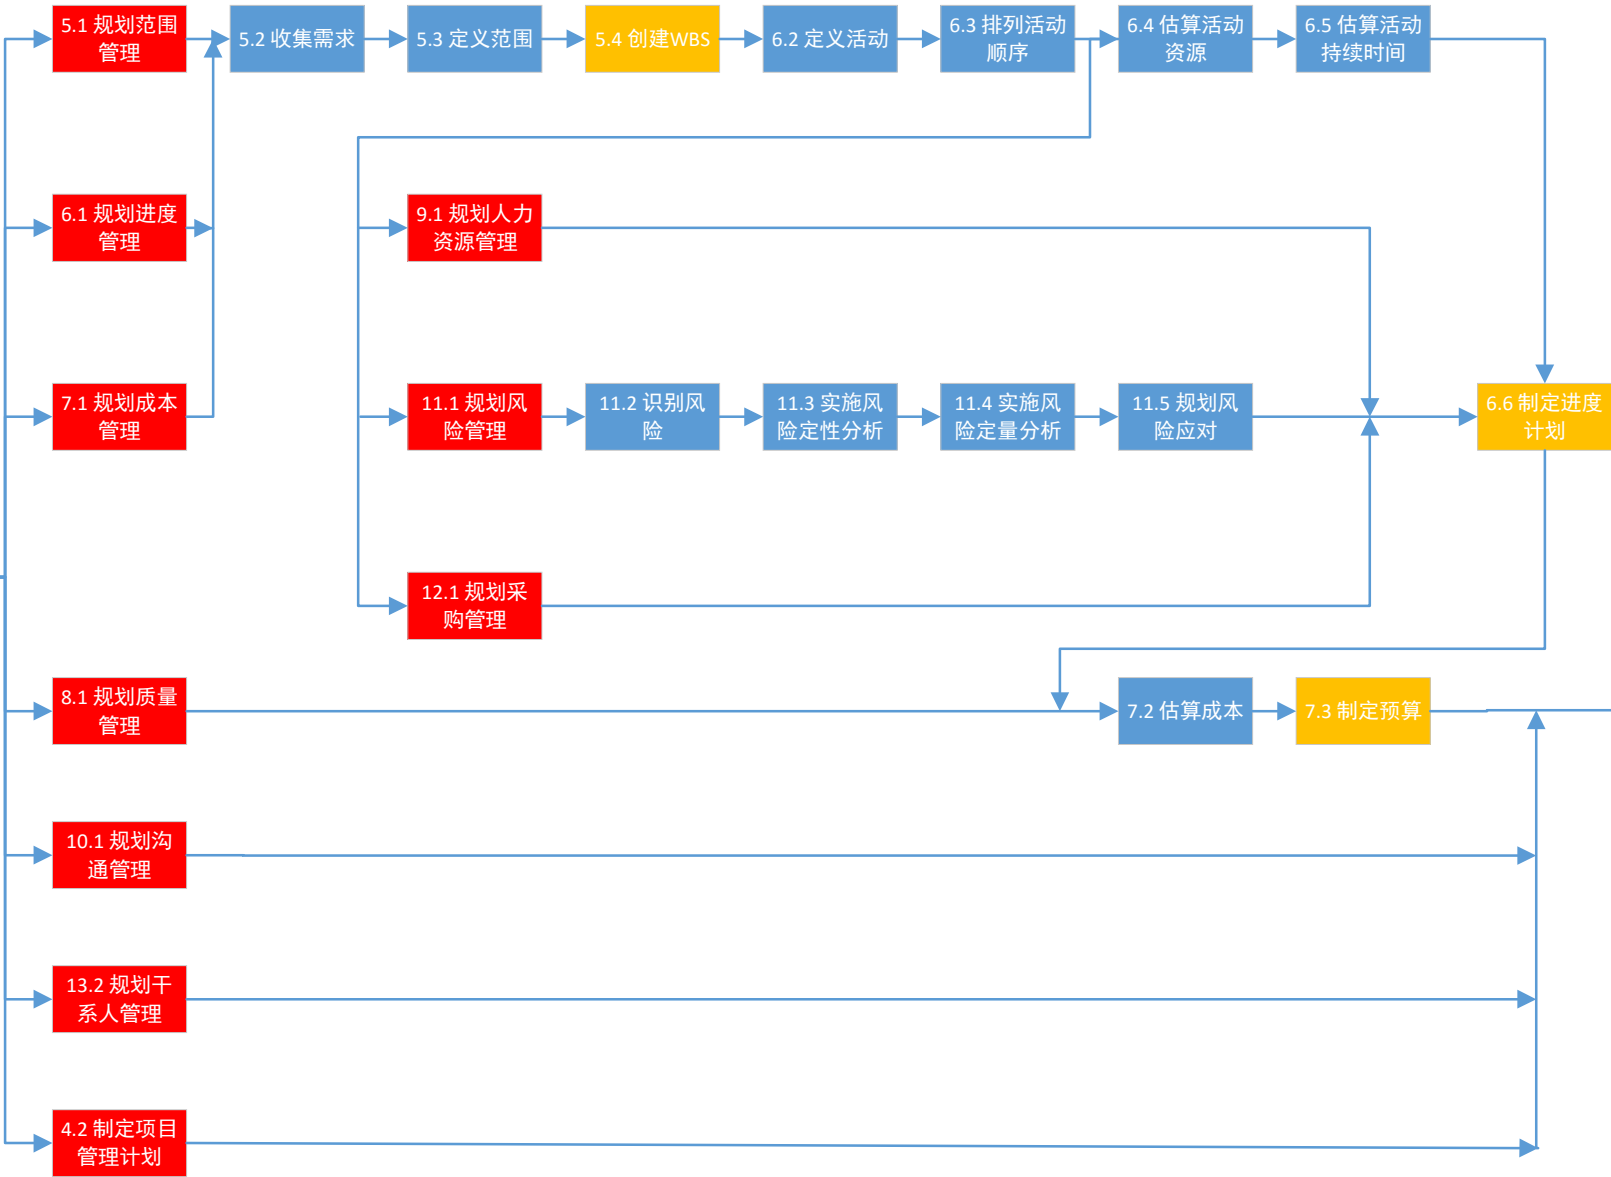 5.1 规划范围
管理
5.2 收集需求
5.3 定义范围
5.4 创建WBS
6.2 定义活动
6.3 排列活动
顺序
6.4 估算活动
资源
6.5 估算活动
持续时间
6.1 规划进度
管理
9.1 规划人力
资源管理
7.1 规划成本
管理
11.1 规划风
险管理
11.2 识别风
险
11.3 实施风
险定性分析
11.4 实施风
险定量分析
11.5 规划风
险应对
6.6 制定进度
计划
12.1 规划采
购管理
8.1 规划质量
管理
7.2 估算成本
7.3 制定预算
10.1 规划沟
通管理
13.2 规划干
系人管理
4.2 制定项目
管理计划